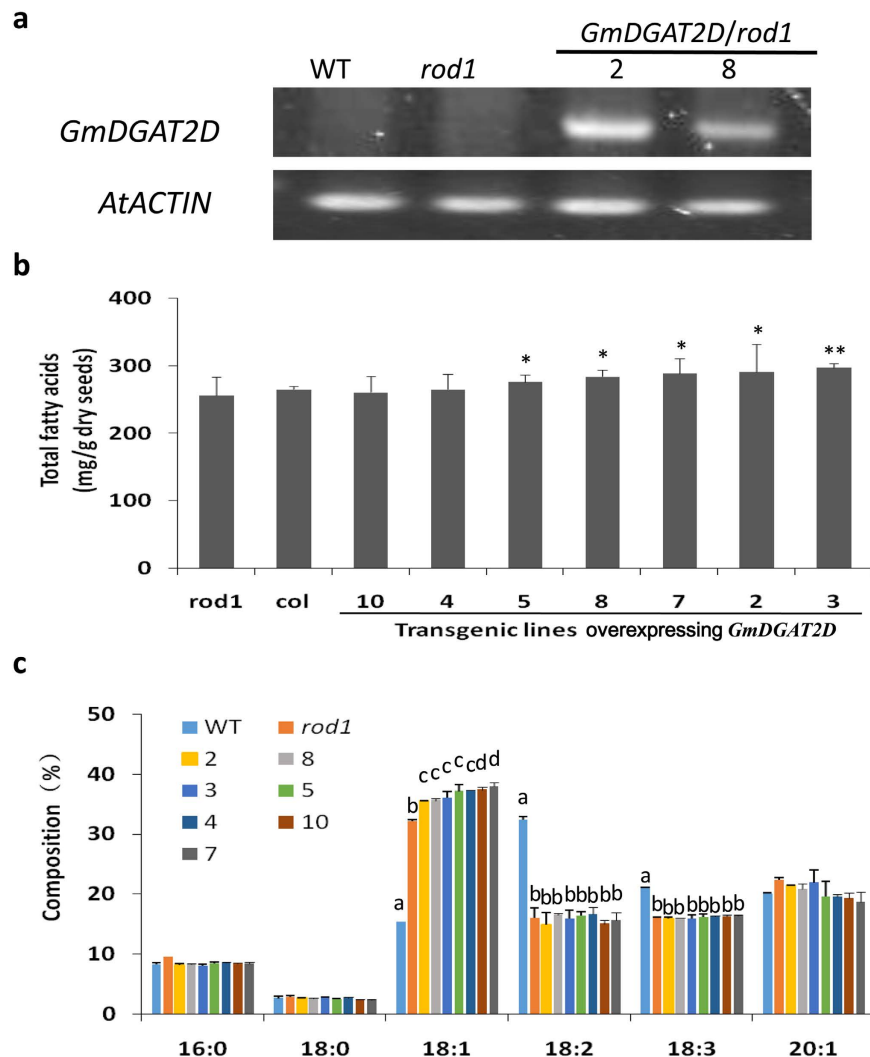 a
GmDGAT2D/rod1
WT rod1 2 8
GmDGAT2D
AtACTIN
b
Total fatty acids
(mg/g dry seeds)
400
300
200
100
0
* * * * **
rod1 col 10 4 5 8 7 2 3
Transgenic lines overexpressing GmDGAT2D
c
Composition (%)
50
40
30
20
10
0
WT rod1
2 8
3 5
4 10
7
a b c c c c c d d
a b b b b b b b b
a b b b b b b b b
16:0 18:0 18:1 18:2 18:3 20:1